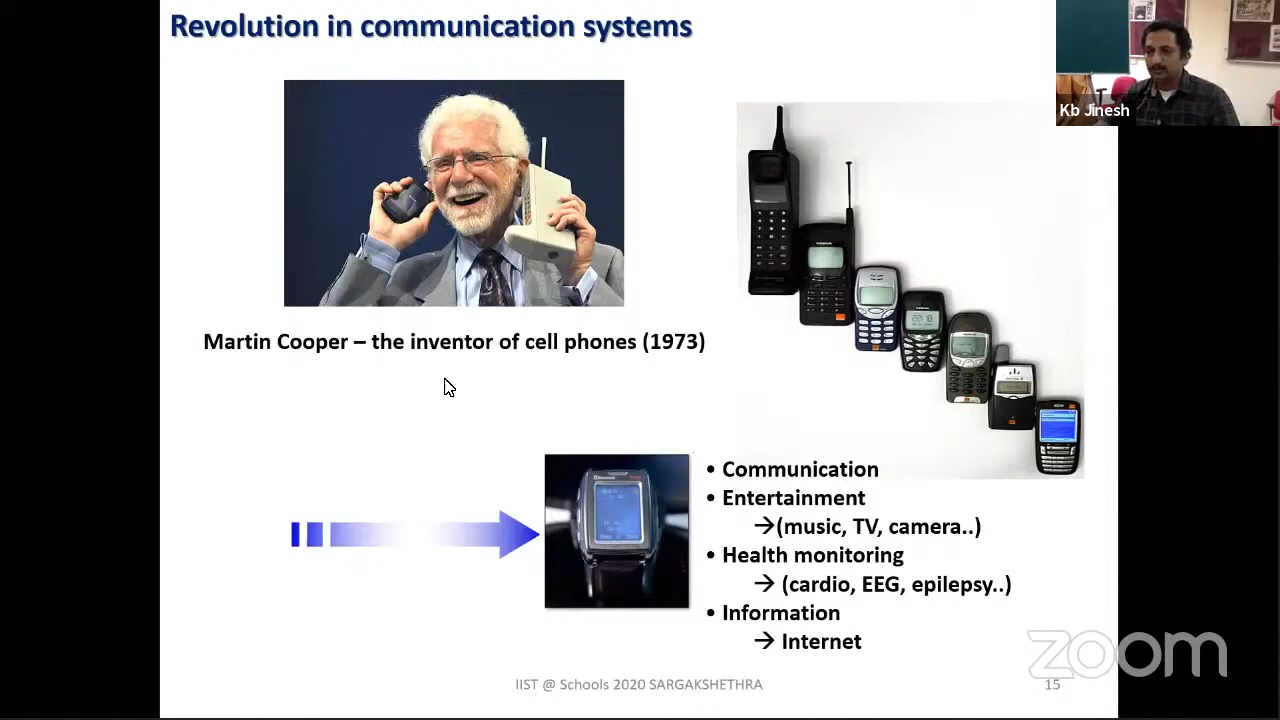 Revolution in communication systems
Kb Jinesh
Martin Cooper – the inventor of cell phones (1973)
• Communication
• Entertainment
→(music, TV, camera..)
• Health monitoring
→ (cardio, EEG, epilepsy..)
• Information
→ Internet
zoom
IIST @ Schools 2020 SARGAKSHETHRA
15